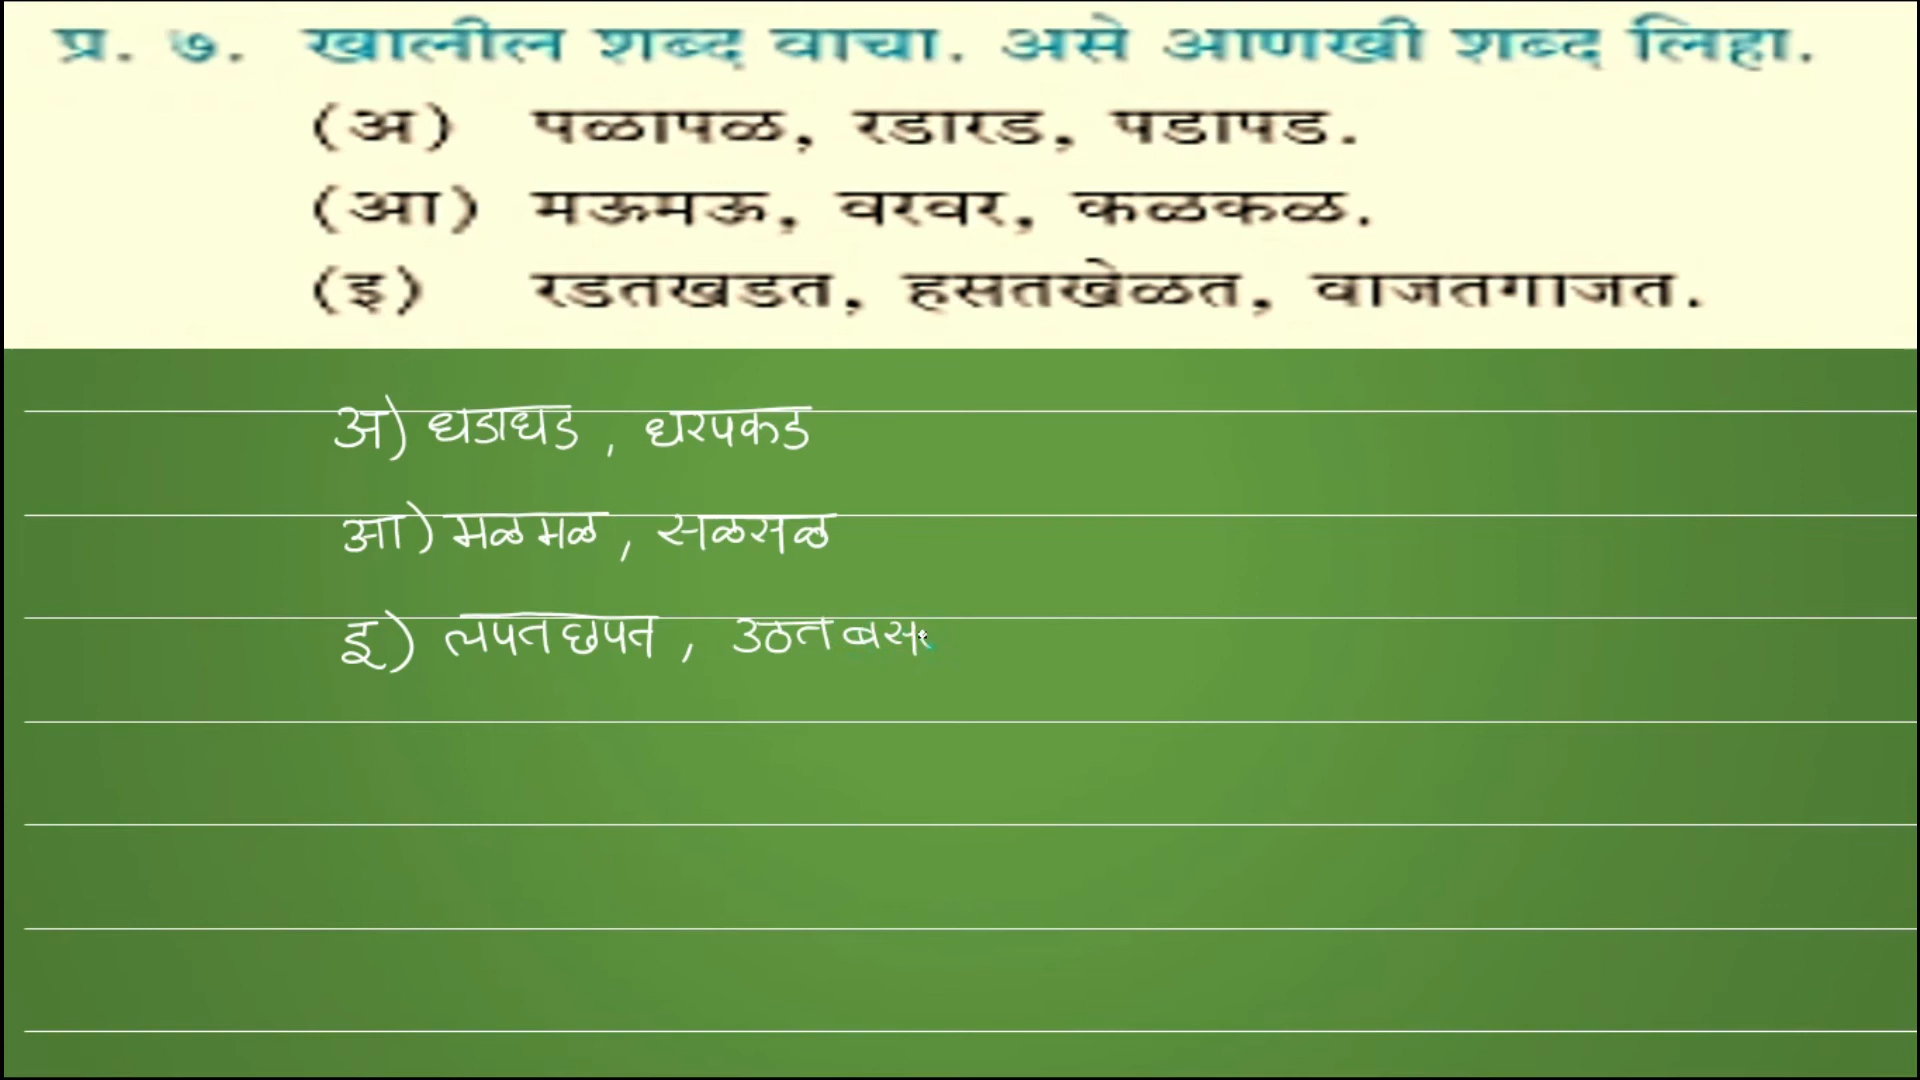 प्र. ७. खालील शब्द वाचा. असे आणखी शब्द लिहा.
(अ) पळापळ, रडारड, पडापड.
(आ) मऊमऊ, वरवर, कळकळ.
(इ) रडतखडत, हसतखेळत, वाजतगाजत.
अ) धडाधड, धरपकड
आ) मळमळ, सळसळ
इ) लपतछपत,